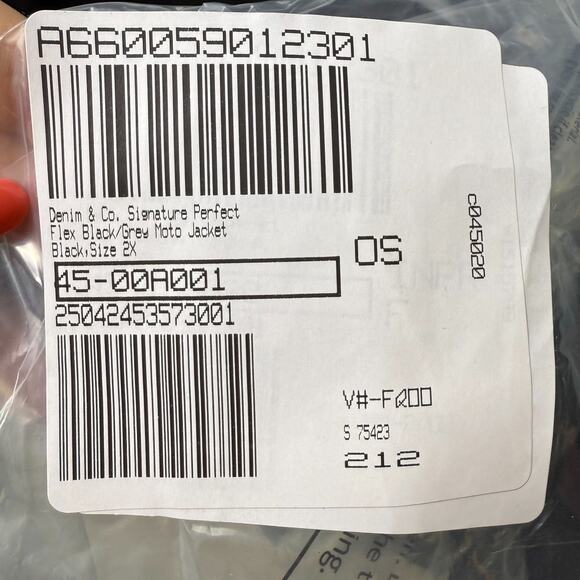 A660059012301
Denim & Co. Signature Perfect
Flex Black/Grey Moto Jacket
Black,Size 2X
OS
45-00A001
25042453573001
c045020
V#-FQ00
S 75423
212
ing.